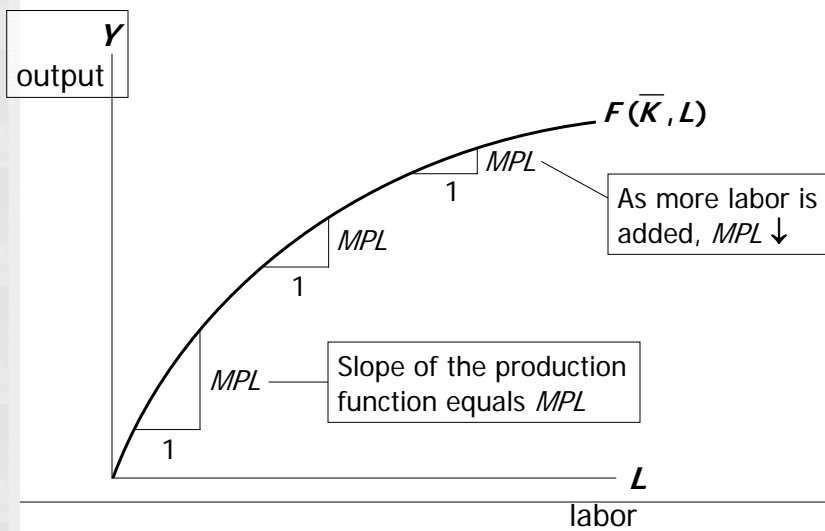 Y
output
F (K̅, L)
MPL
1
As more labor is
added, MPL ↓
MPL
1
MPL
1
Slope of the production
function equals MPL
L
labor